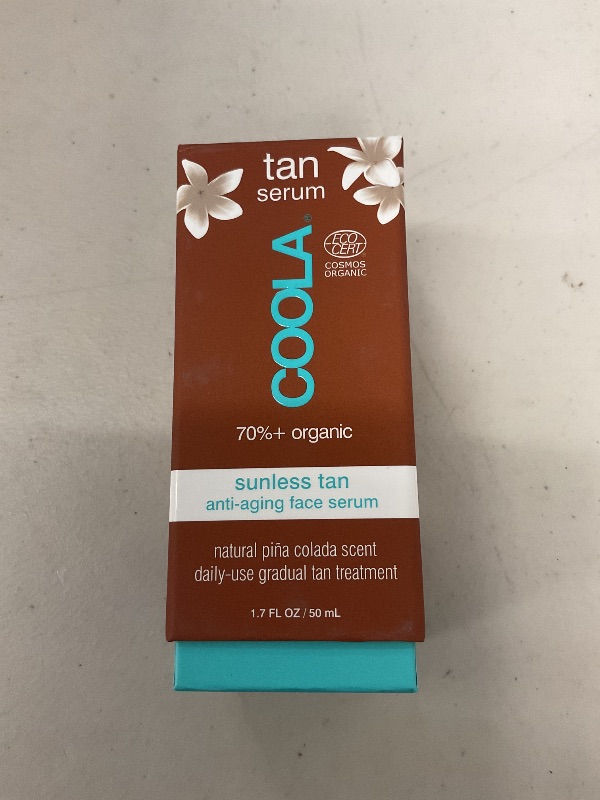 tan
serum
COOLA®
ECO
CERT
COSMOS
ORGANIC
70%+ organic
sunless tan
anti-aging face serum
natural piña colada scent
daily-use gradual tan treatment
1.7 FL OZ / 50 mL